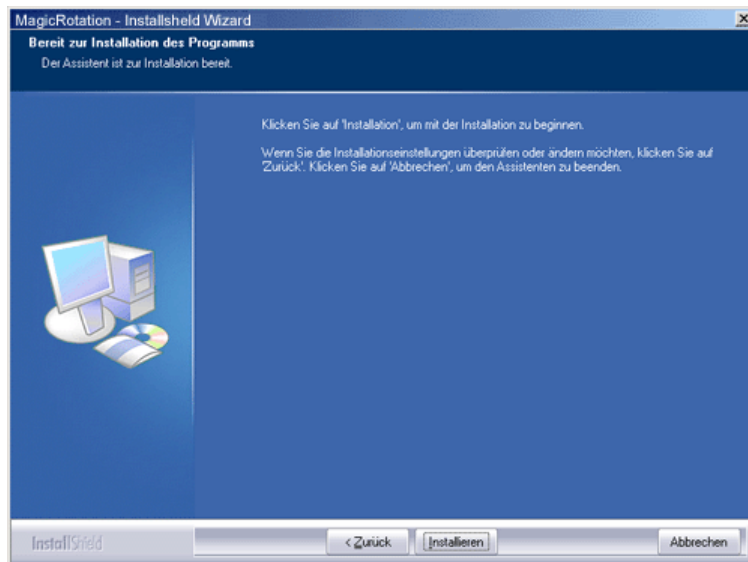 MagicRotation - Installsheld Wizard
Bereit zur Installation des Programms
Der Assistent ist zur Installation bereit.
Klicken Sie auf 'Installation', um mit der Installation zu beginnen.
Wenn Sie die Installationseinstellungen überprüfen oder ändern möchten, klicken Sie auf
'Zurück'. Klicken Sie auf 'Abbrechen', um den Assistenten zu beenden.
InstallShield
< Zurück
Installieren
Abbrechen